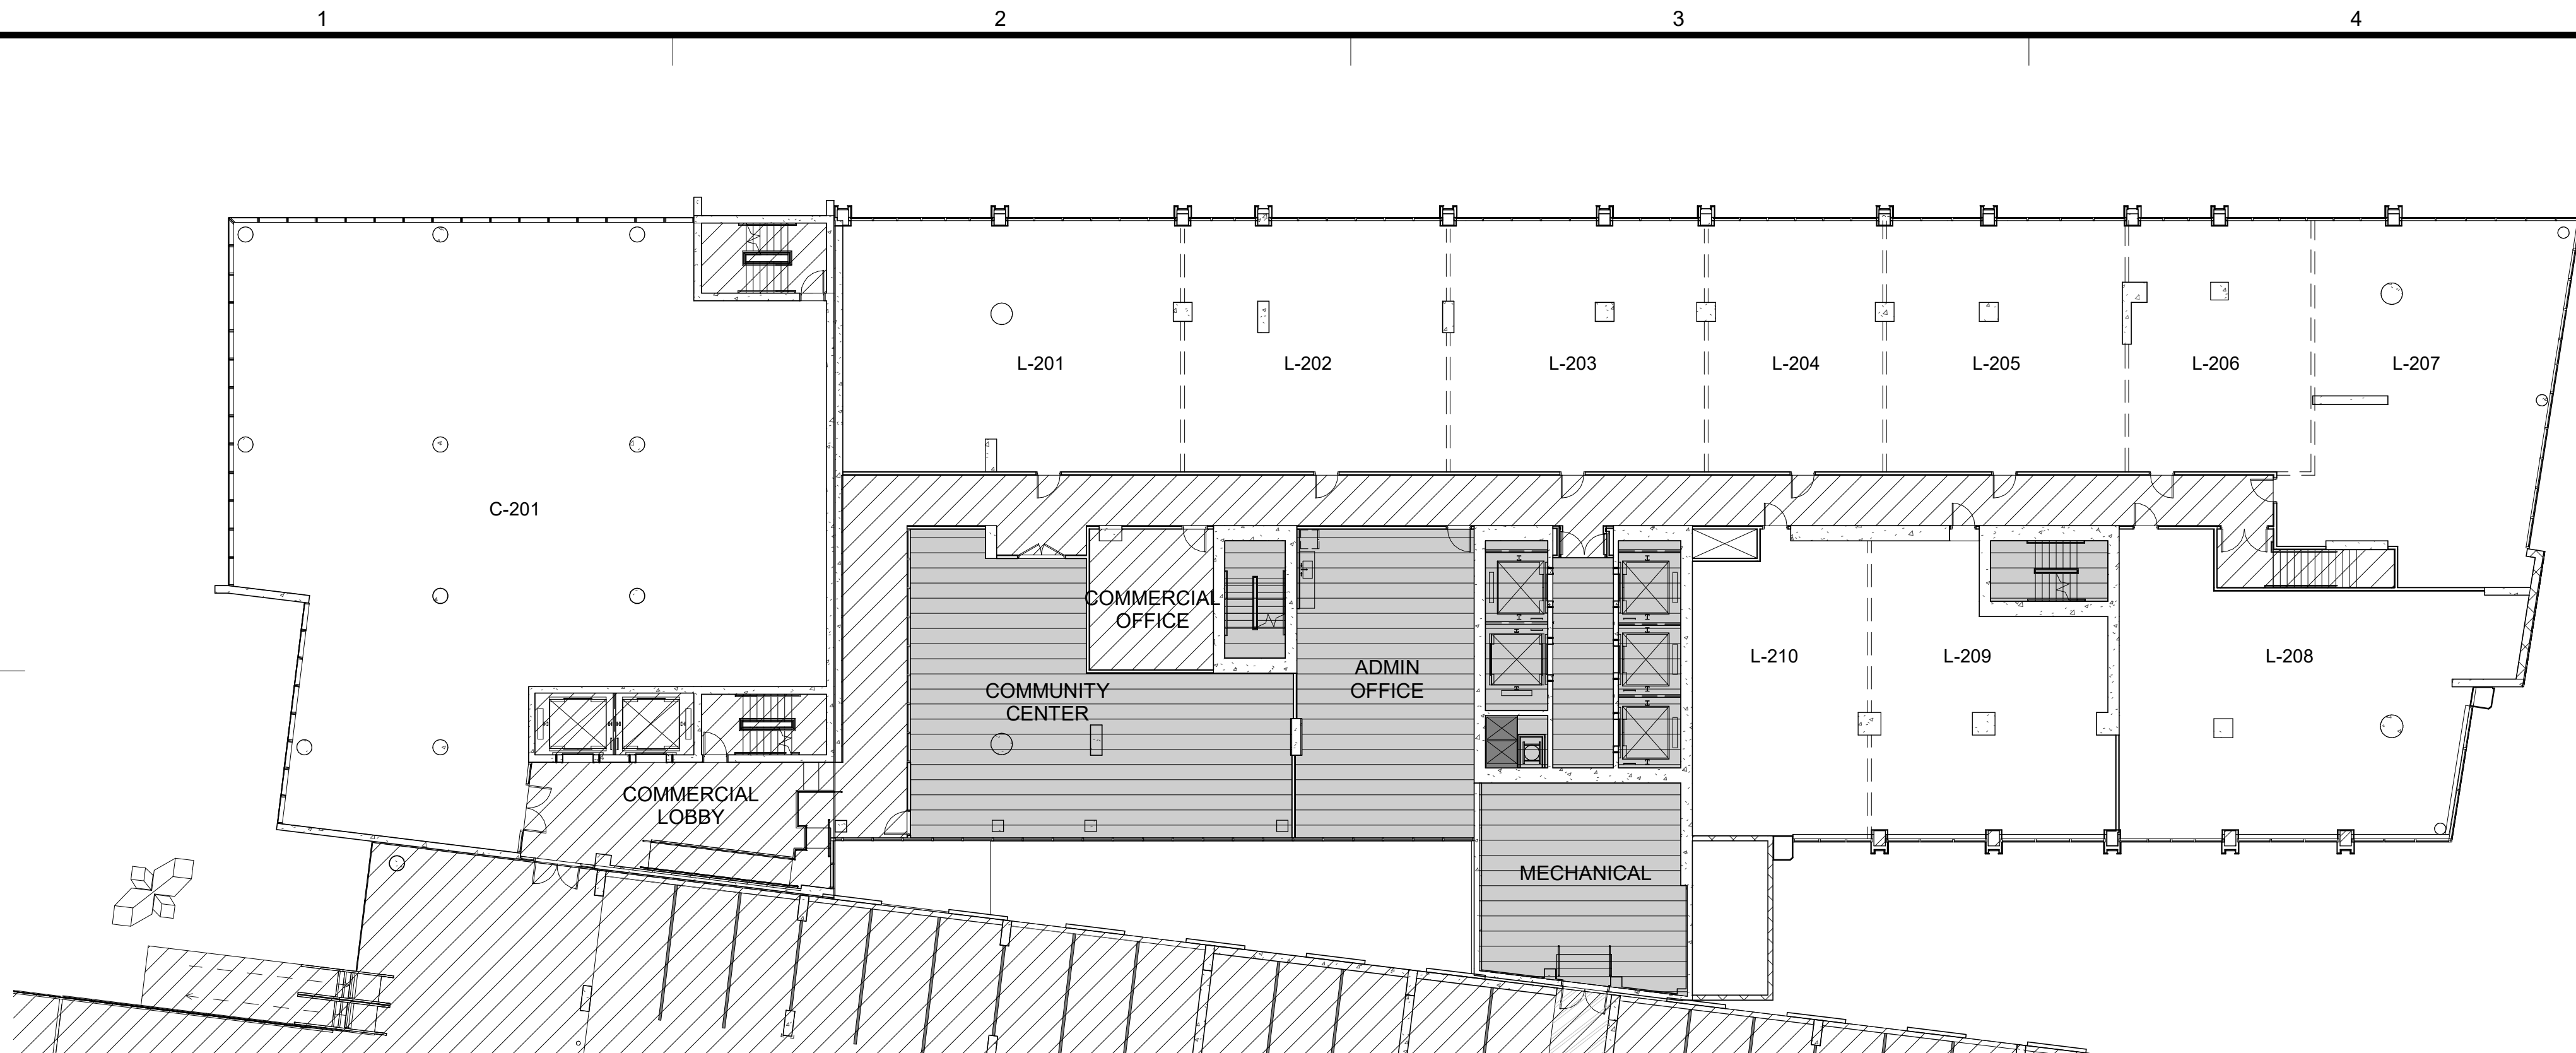 1
2
3
4
L-201
L-202
L-203
L-204
L-205
L-206
L-207
C-201
COMMERCIAL
OFFICE
ADMIN
OFFICE
L-210
L-209
L-208
COMMUNITY
CENTER
COMMERCIAL
LOBBY
MECHANICAL